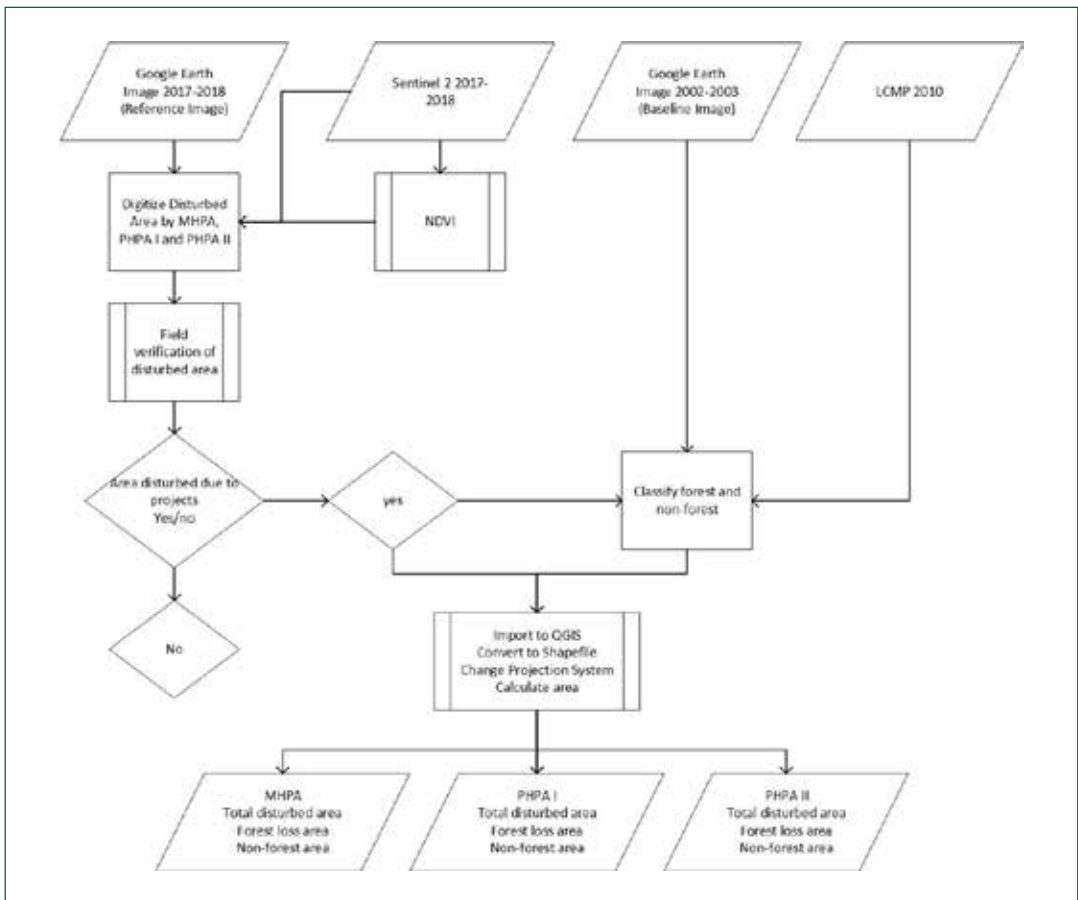 Google Earth
Image 2017-2018
(Reference Image)
Sentinel 2 2017-
2018
Google Earth
Image 2002-2003
(Baseline Image)
LCMP 2010
Digitize Disturbed
Area by MHPA,
PHPA I and PHPA II
NDVI
Field
verification of
disturbed area
Area disturbed due to
projects
Yes/no
yes
Classify forest and
non-forest
No
Import to QGIS
Convert to Shapefile
Change Projection System
Calculate area
MHPA
Total disturbed area
Forest loss area
Non-forest area
PHPA I
Total disturbed area
Forest loss area
Non-forest area
PHPA II
Total disturbed area
Forest loss area
Non-forest area